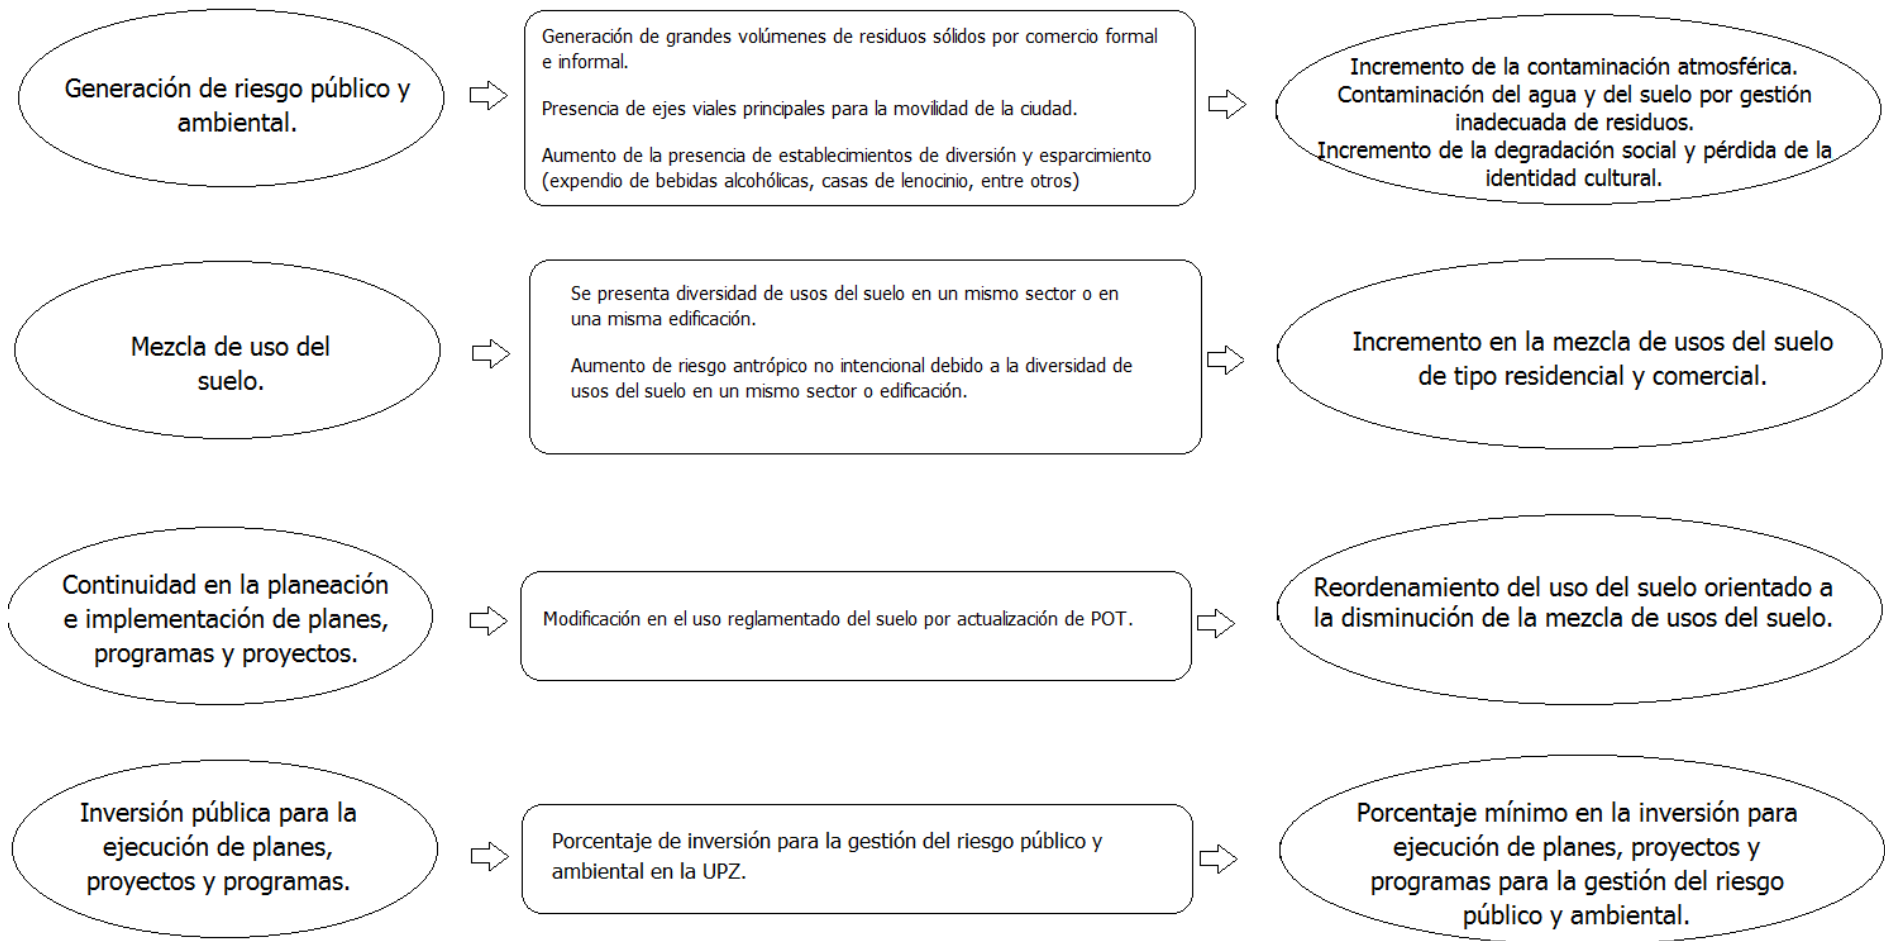 Generación de riesgo público y
ambiental.
Generación de grandes volúmenes de residuos sólidos por comercio formal
e informal.
Presencia de ejes viales principales para la movilidad de la ciudad.
Aumento de la presencia de establecimientos de diversión y esparcimiento
(expendio de bebidas alcohólicas, casas de lenocinio, entre otros)
Incremento de la contaminación atmosférica.
Contaminación del agua y del suelo por gestión
inadecuada de residuos.
Incremento de la degradación social y pérdida de la
identidad cultural.
Mezcla de uso del
suelo.
Se presenta diversidad de usos del suelo en un mismo sector o en
una misma edificación.
Aumento de riesgo antrópico no intencional debido a la diversidad de
usos del suelo en un mismo sector o edificación.
Incremento en la mezcla de usos del suelo
de tipo residencial y comercial.
Continuidad en la planeación
e implementación de planes,
programas y proyectos.
Modificación en el uso reglamentado del suelo por actualización de POT.
Reordenamiento del uso del suelo orientado a
la disminución de la mezcla de usos del suelo.
Inversión pública para la
ejecución de planes,
proyectos y programas.
Porcentaje de inversión para la gestión del riesgo público y
ambiental en la UPZ.
Porcentaje mínimo en la inversión para
ejecución de planes, proyectos y
programas para la gestión del riesgo
público y ambiental.